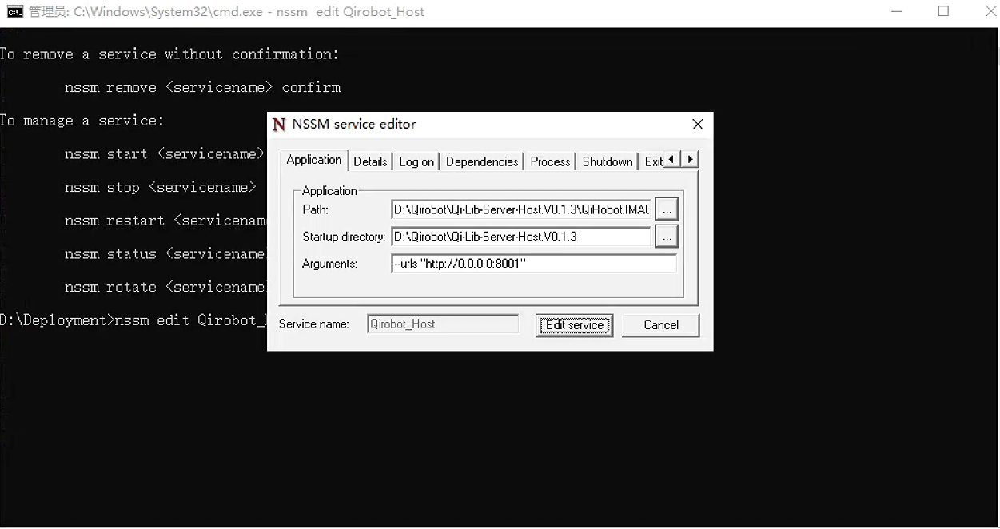 管理员: C:\Windows\System32\cmd.exe - nssm  edit Qirobot_Host
To remove a service without confirmation:
nssm remove <servicename> confirm
To manage a service:
nssm start <servicename>
nssm stop <servicename>
nssm restart <servicenam
nssm status <servicename
nssm rotate <servicename
D:\Deployment>nssm edit Qirobot_
NSSM service editor
Application Details Log on Dependencies Process Shutdown Exit
Application
Path: D:\Qirobot\Qi-Lib-Server-Host.V0.1.3\QiRobot.IMAC ...
Startup directory: D:\Qirobot\Qi-Lib-Server-Host.V0.1.3 ...
Arguments: --urls "http://0.0.0.0:8001"
Service name: Qirobot_Host Edit service Cancel